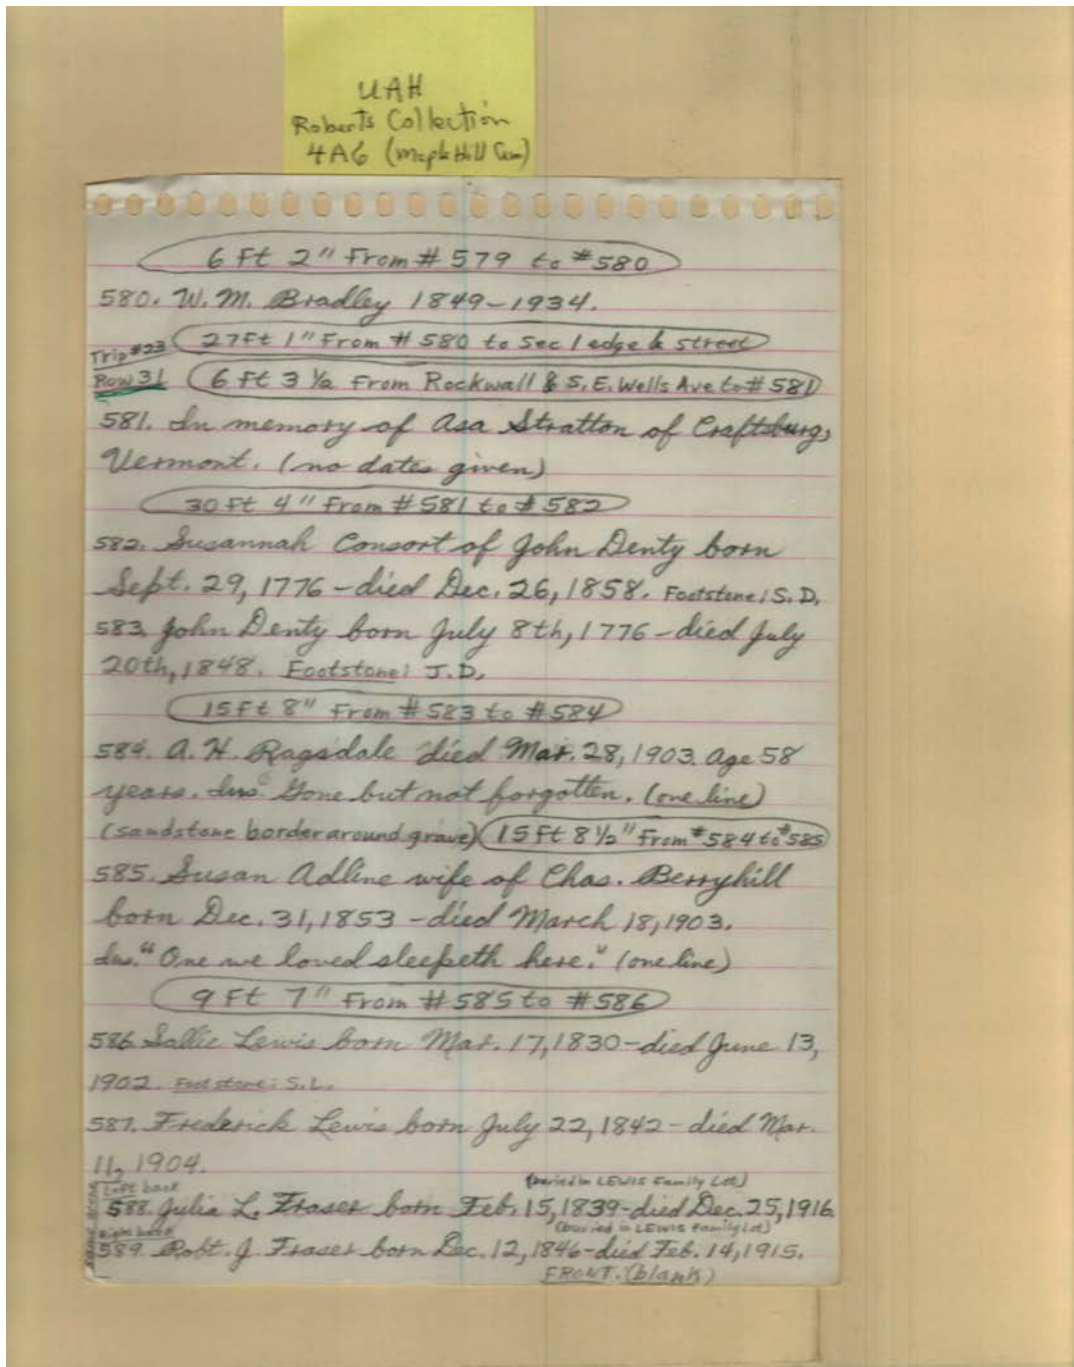 UAH
Roberts Collection
4A6 (Maple Hill Cem)
6 Ft 2" From # 579 to #580
580. W. M. Bradley 1849-1934.
27Ft 1" From # 580 to Sec 1 edge & street
Trip #23
Row 31 6 Ft 3 1/2 From Rockwall & S. E. Wells Ave to # 581
581. In memory of Asa Stratton of Craftsburg,
Vermont. (no dates given)
30 Ft 4" From # 581 to # 582
582. Susannah Consort of John Denty born
Sept. 29, 1776 - died Dec. 26, 1858. Footstone: S. D.
583. John Denty born July 8th, 1776 - died July
20th, 1848. Footstone: J. D.
15 Ft 8" From # 583 to # 584
584. A. H. Ragsdale died Mar. 28, 1903. Age 58
years. Ins. Gone but not forgotten. (one line)
(sandstone border around grave) 15 Ft 8 1/2" From #584 to #585
585. Susan Adline wife of Chas. Berryhill
born Dec. 31, 1853 - died March 18, 1903.
Ins. "One we loved sleepeth here." (one line)
9 Ft 7" From # 585 to # 586
586. Sallie Lewis born Mar. 17, 1830 - died June 13,
1902. Footstone: S. L.
587. Frederick Lewis born July 22, 1842 - died Mar.
11, 1904.
Left back (buried in LEWIS Family Lot)
588. Julia L. Fraser born Feb. 15, 1839 - died Dec. 25, 1916.
Right back (buried in LEWIS Family Lot)
589. Robt. J. Fraser born Dec. 12, 1846 - died Feb. 14, 1915.
FRONT. (blank)